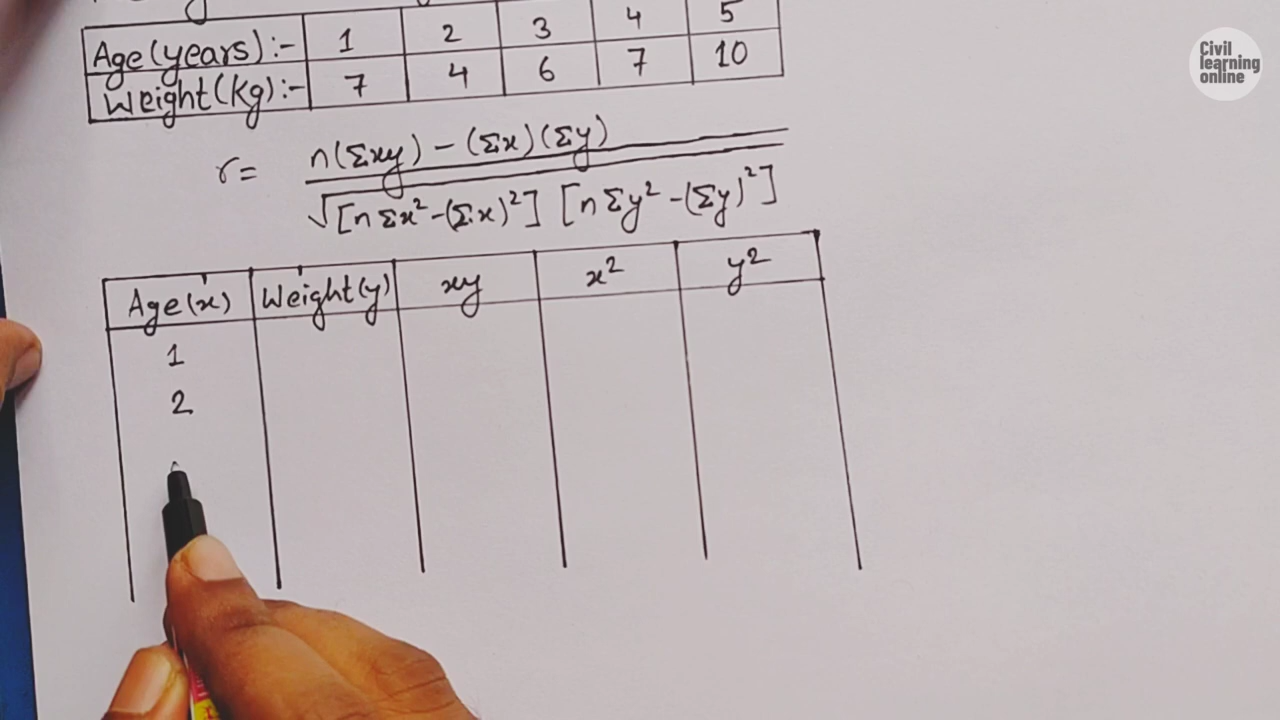 Age(years):- 1 2 3 4 5
Weight(Kg):- 7 4 6 7 10
r= n(Σxy) - (Σx)(Σy)
√[nΣx²-(Σx)²] [nΣy²-(Σy)²]
Age(x) Weight(y) xy x² y²
1
2
Civil
learning
online